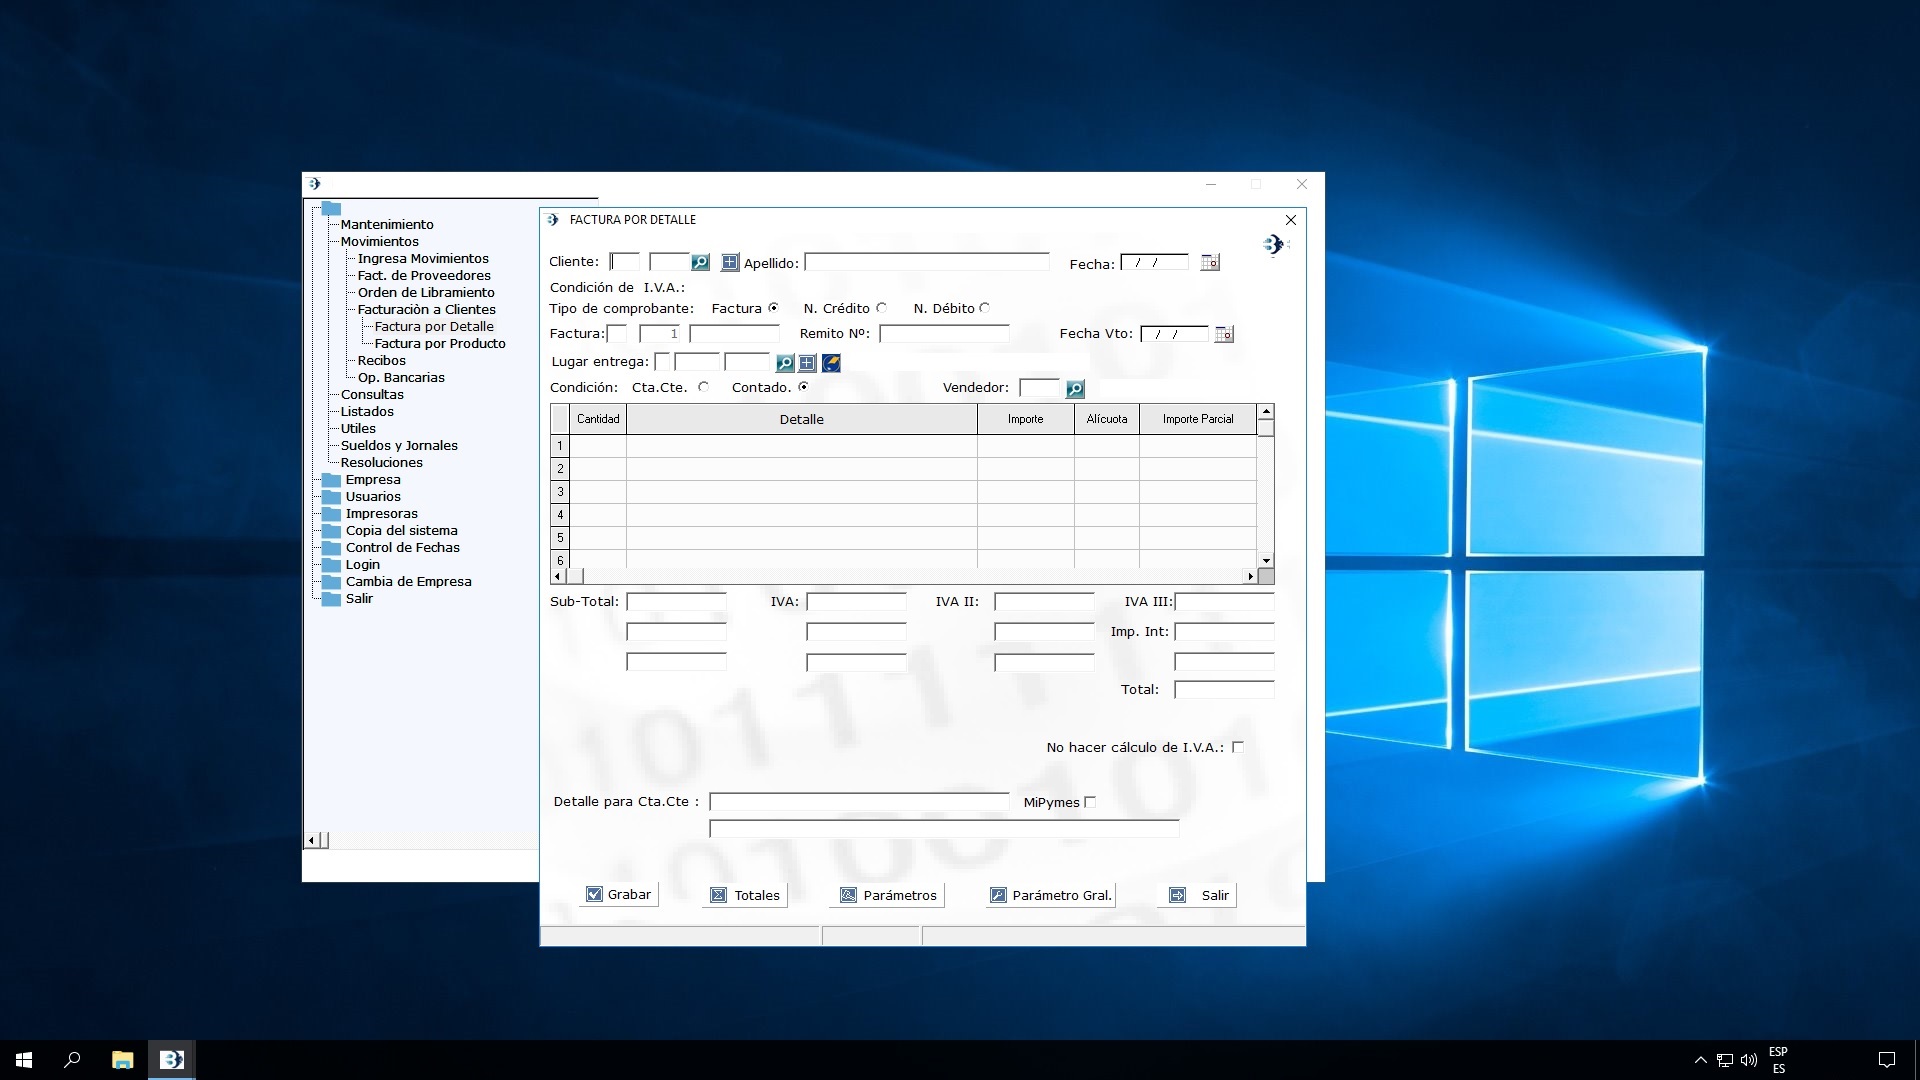 FACTURA POR DETALLE
Mantenimiento
Movimientos
Ingresa Movimientos
Fact. de Proveedores
Orden de Libramiento
Facturaciòn a Clientes
Factura por Detalle
Factura por Producto
Recibos
Op. Bancarias
Consultas
Listados
Utiles
Sueldos y Jornales
Resoluciones
Empresa
Usuarios
Impresoras
Copia del sistema
Control de Fechas
Login
Cambia de Empresa
Salir
Cliente: Apellido: Fecha: / /
Condición de I.V.A.:
Tipo de comprobante: Factura N. Crédito N. Débito
Factura: 1 Remito Nº: Fecha Vto: / /
Lugar entrega:
Condición: Cta.Cte. Contado. Vendedor:
Cantidad Detalle Importe Alícuota Importe Parcial
1
2
3
4
5
6
Sub-Total: IVA: IVA II: IVA III:
Imp. Int:
Total:
No hacer cálculo de I.V.A.:
Detalle para Cta.Cte : MiPymes
Grabar Totales Parámetros Parámetro Gral. Salir
ESP
ES